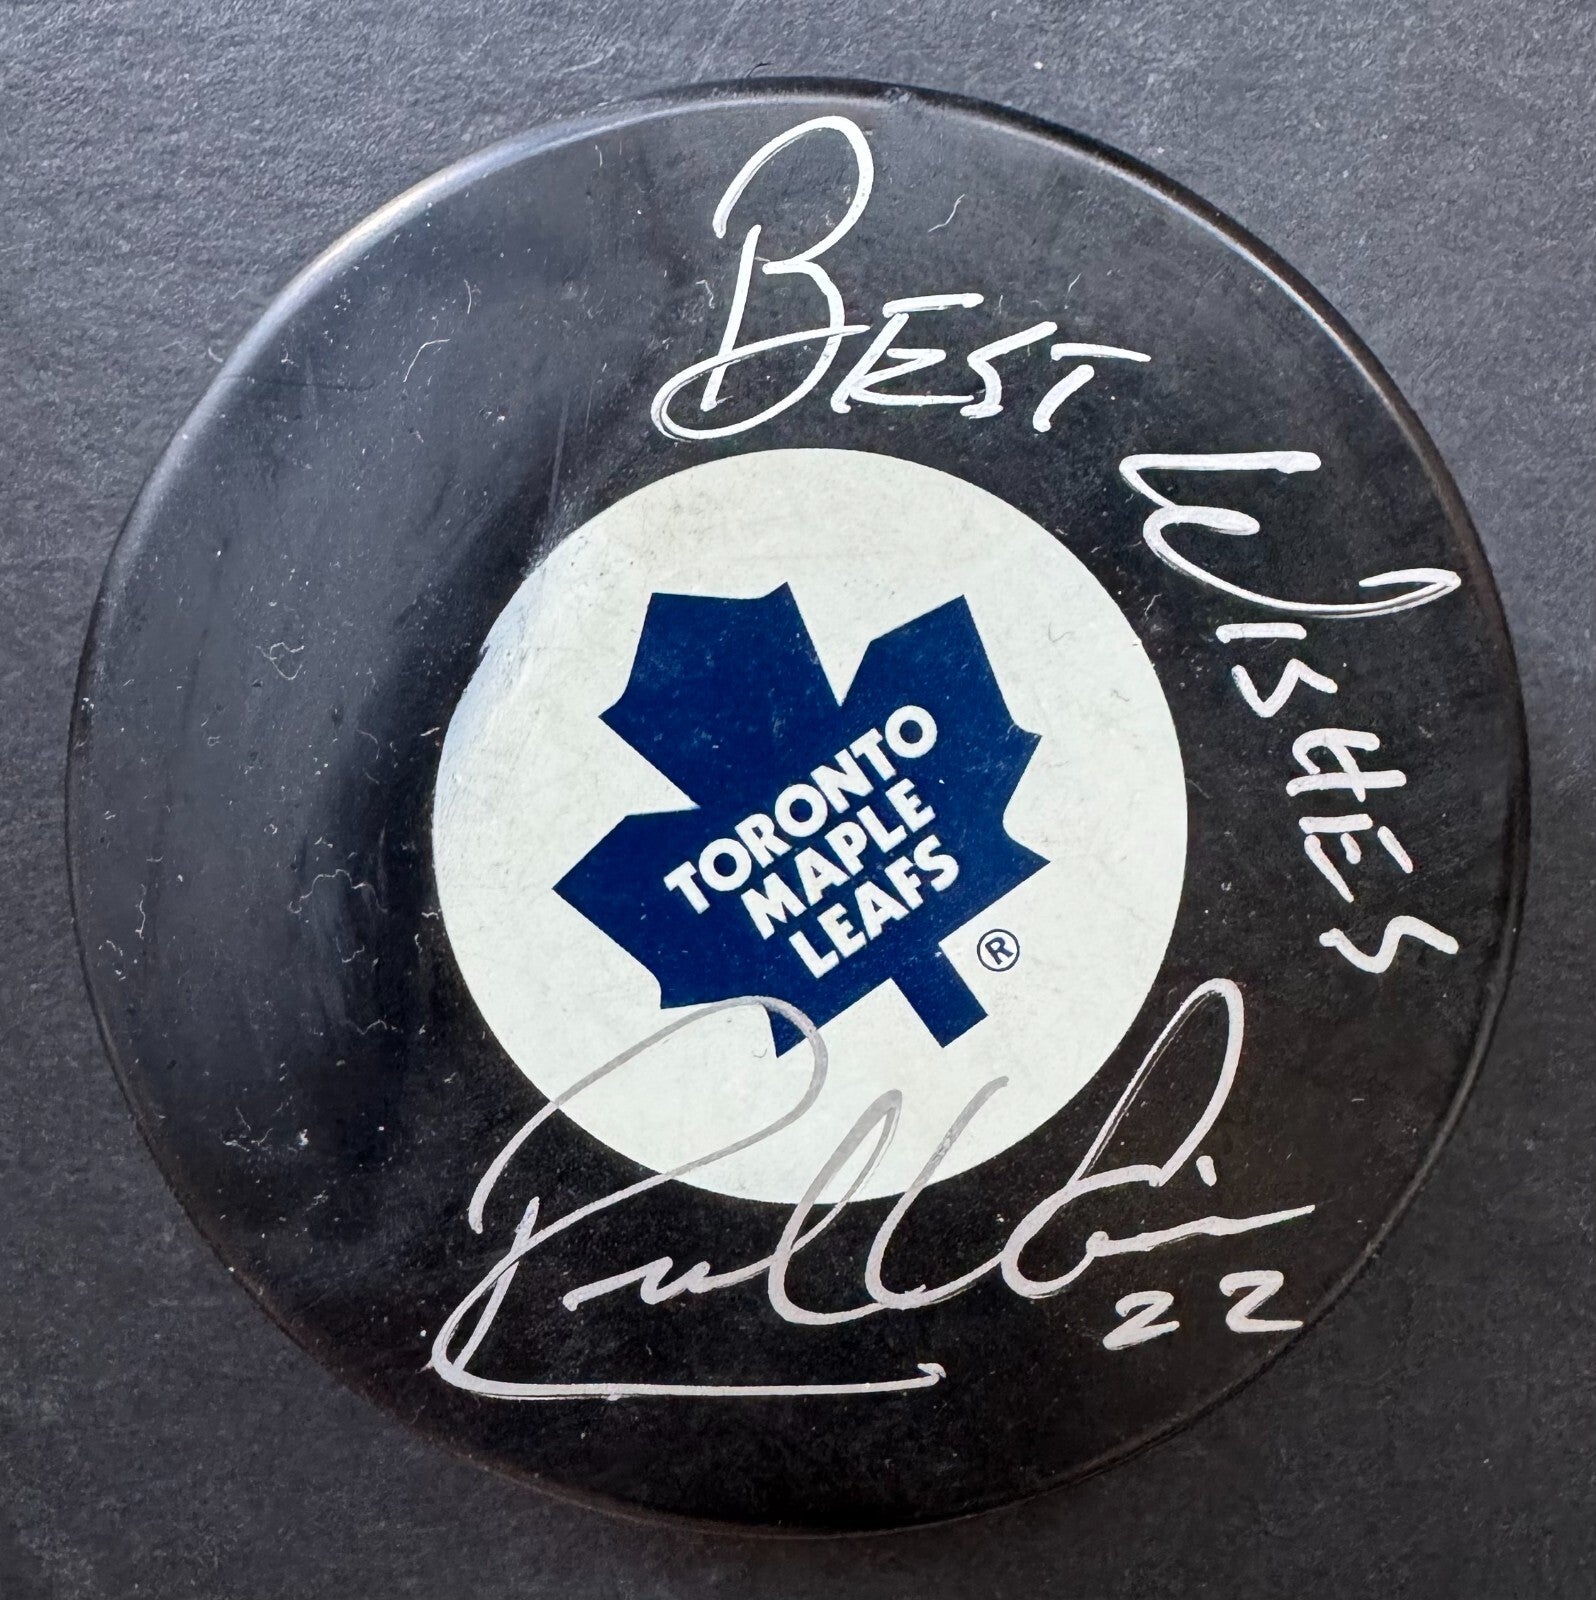 BEST WISHES
TORONTO
MAPLE
LEAFS
®
22